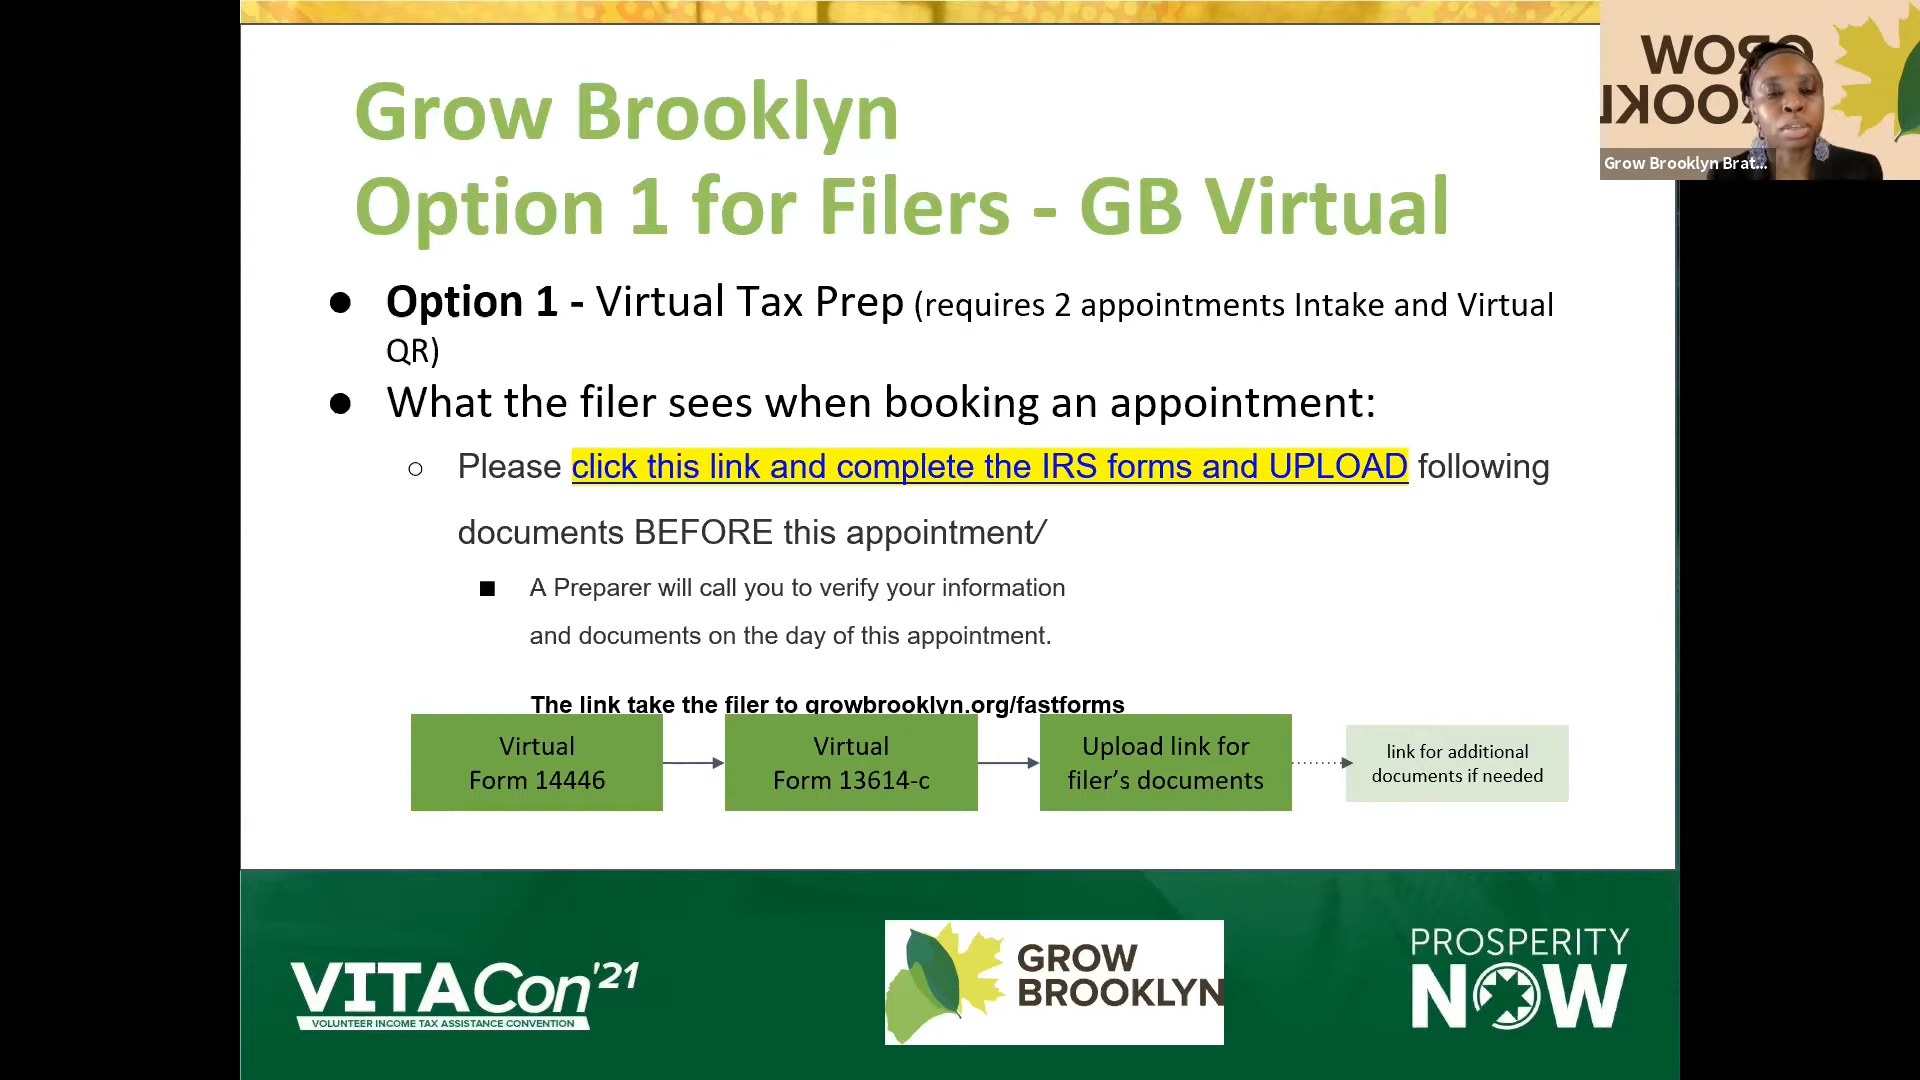 Grow Brooklyn
Option 1 for Filers - GB Virtual
● Option 1 - Virtual Tax Prep (requires 2 appointments Intake and Virtual
QR)
● What the filer sees when booking an appointment:
○ Please click this link and complete the IRS forms and UPLOAD following
documents BEFORE this appointment/
■ A Preparer will call you to verify your information
and documents on the day of this appointment.
The link take the filer to growbrooklyn.org/fastforms
Virtual
Form 14446
Virtual
Form 13614-c
Upload link for
filer’s documents
link for additional
documents if needed
VITA Con'21
VOLUNTEER INCOME TAX ASSISTANCE CONVENTION
GROW
BROOKLYN
PROSPERITY
NOW
Grow Brooklyn Brat...